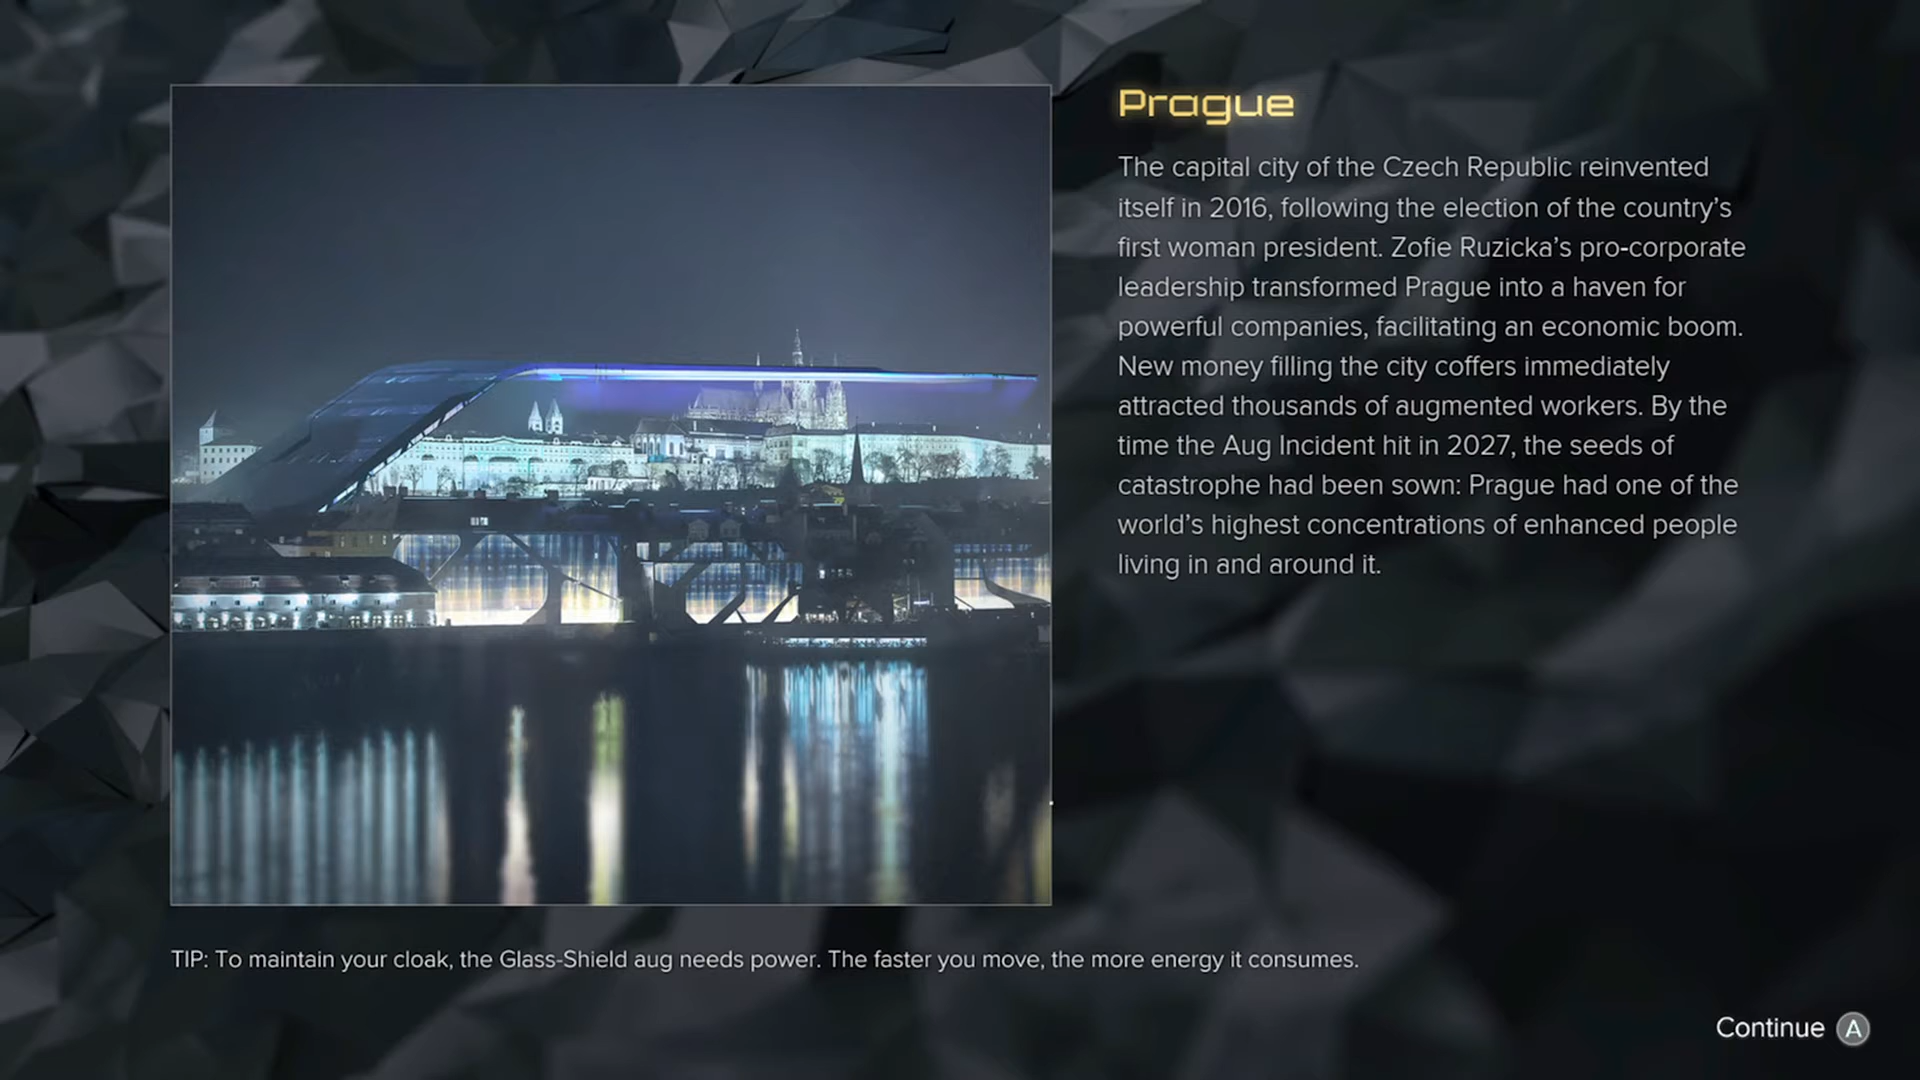 Prague
The capital city of the Czech Republic reinvented
itself in 2016, following the election of the country's
first woman president. Zofie Ruzicka's pro-corporate
leadership transformed Prague into a haven for
powerful companies, facilitating an economic boom.
New money filling the city coffers immediately
attracted thousands of augmented workers. By the
time the Aug Incident hit in 2027, the seeds of
catastrophe had been sown: Prague had one of the
world's highest concentrations of enhanced people
living in and around it.
TIP: To maintain your cloak, the Glass-Shield aug needs power. The faster you move, the more energy it consumes.
Continue A